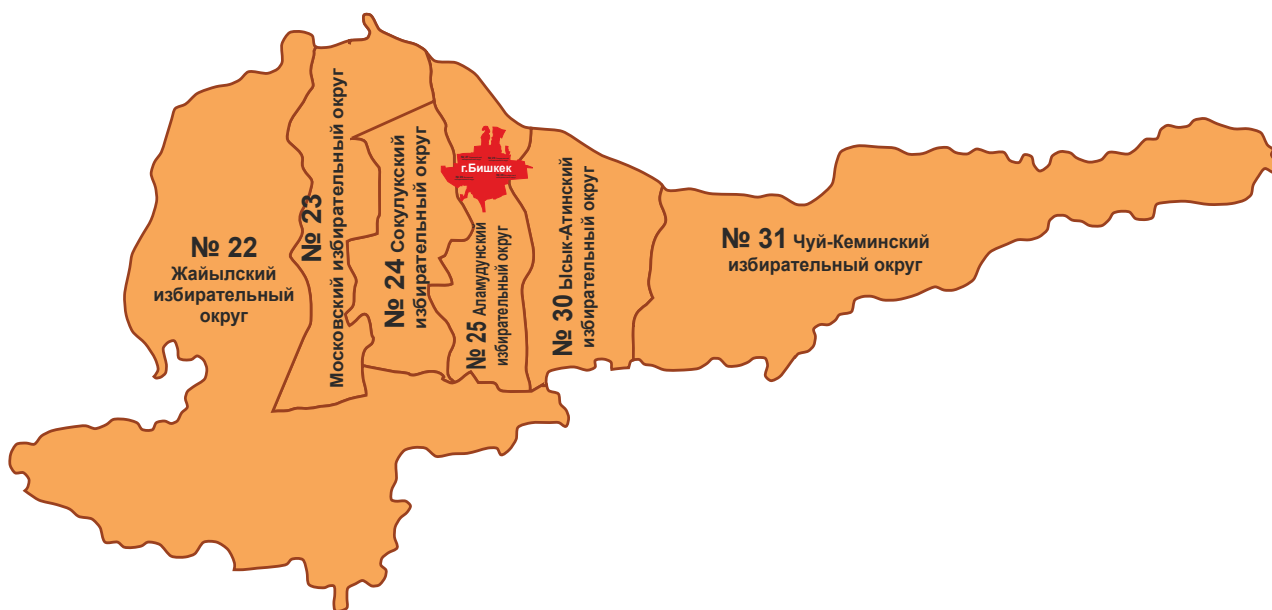 № 22
Жайылский
избирательный
округ
№ 23
Московский избирательный округ
№ 24 Сокулукский
избирательный округ
г.Бишкек
№ 25 Аламудунский
избирательный округ
№ 30 Ысык-Атинский
избирательный округ
№ 31 Чуй-Кеминский
избирательный округ